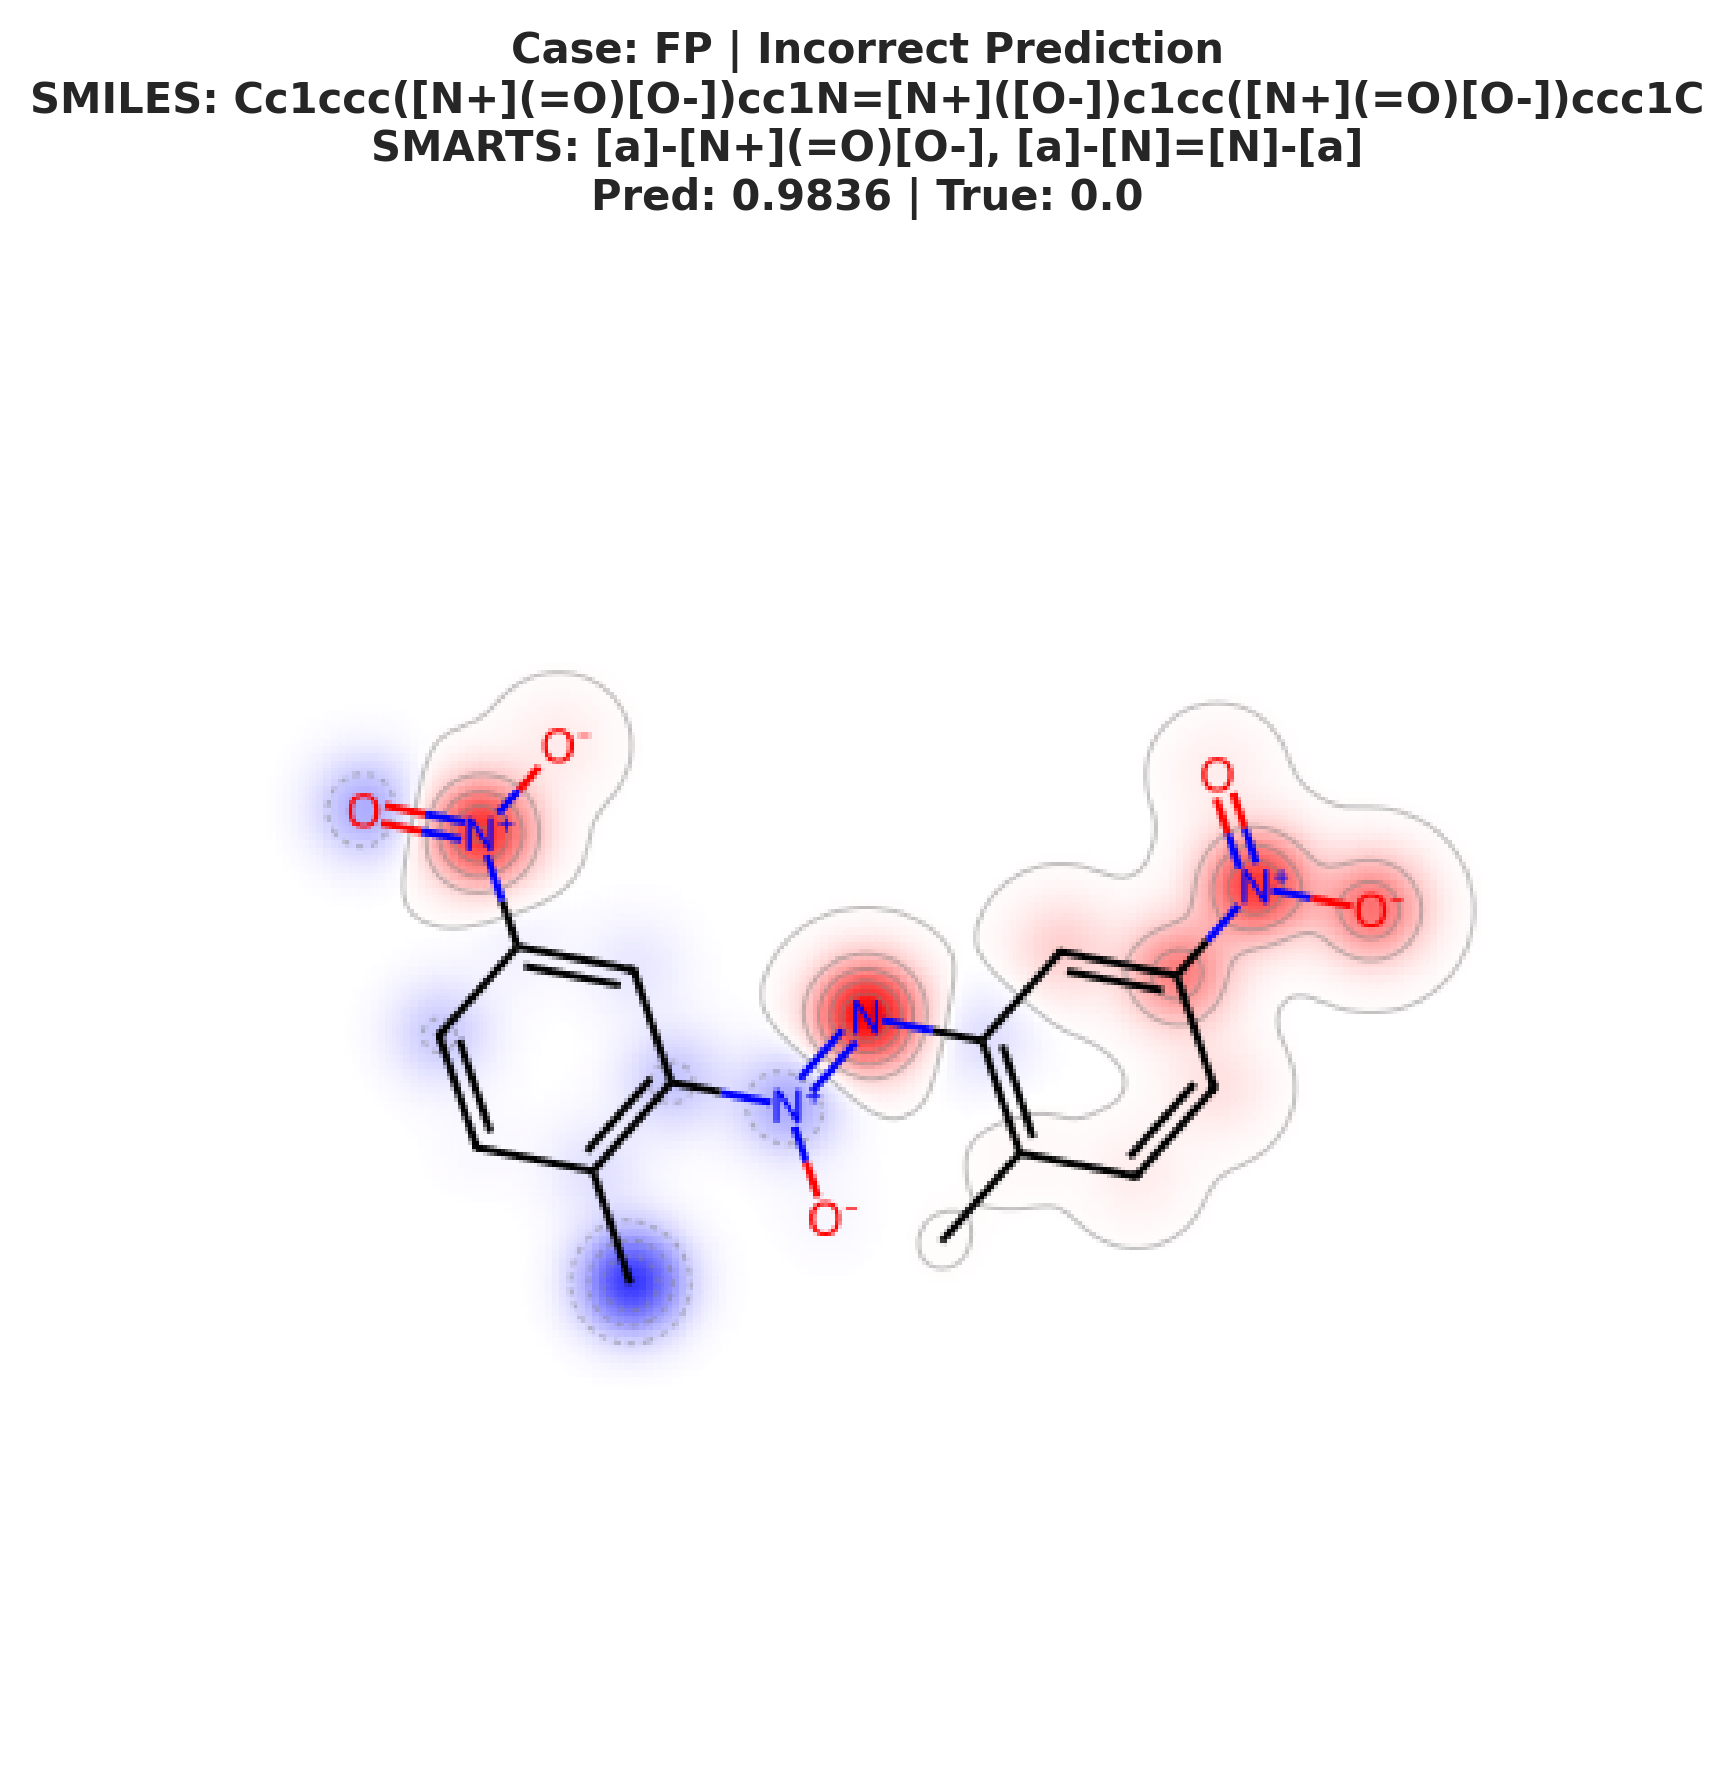 Case: FP | Incorrect Prediction
SMILES: Cc1ccc([N+](=O)[O-])cc1N=[N+]([O-])c1cc([N+](=O)[O-])ccc1C
SMARTS: [a]-[N+](=O)[O-], [a]-[N]=[N]-[a]
Pred: 0.9836 | True: 0.0
O⁻
O
N⁺
O
N⁺
O⁻
N
N⁺
O⁻